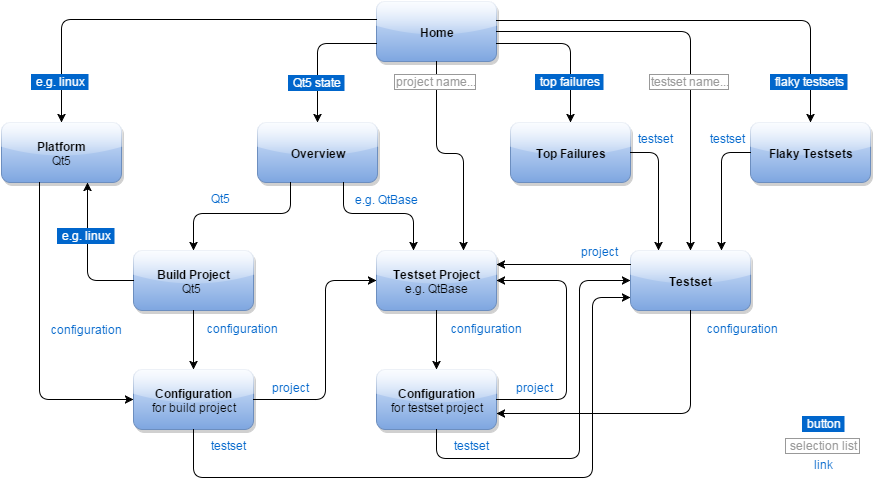 Home
e.g. linux
Qt5 state
project name...
top failures
testset name...
flaky testsets
Platform
Qt5
Overview
Top Failures
Flaky Testsets
testset
testset
Qt5
e.g. QtBase
e.g. linux
project
Build Project
Qt5
Testset Project
e.g. QtBase
Testset
configuration
configuration
configuration
configuration
Configuration
for build project
project
Configuration
for testset project
project
testset
testset
button
selection list
link